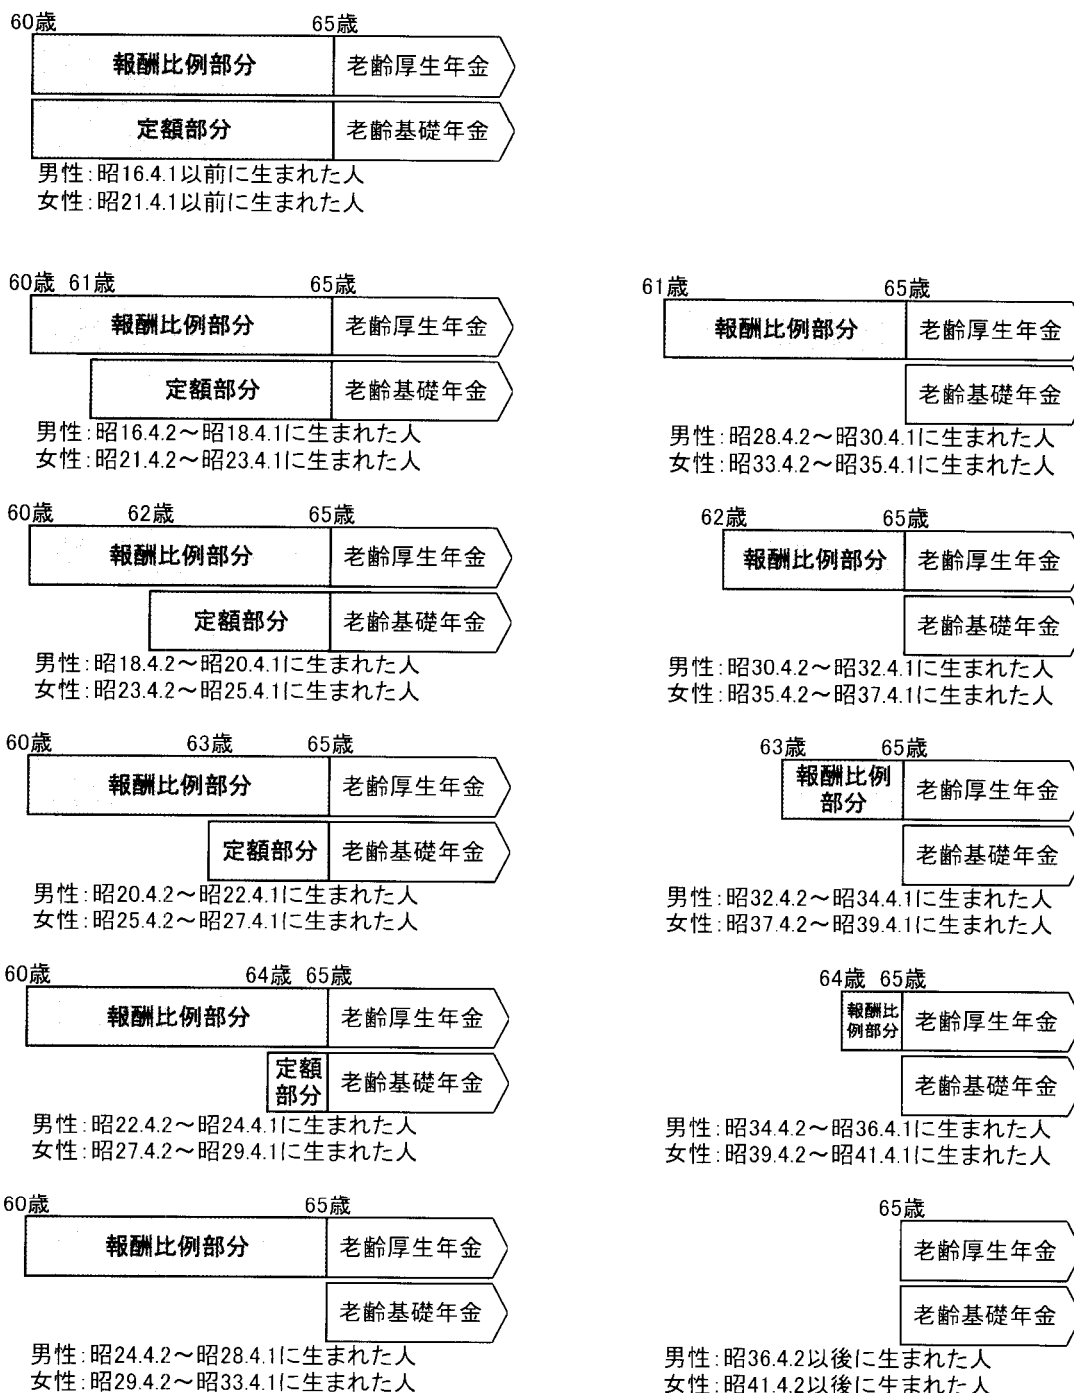 60歳 65歳
報酬比例部分 老齢厚生年金
定額部分 老齢基礎年金
男性:昭16.4.1以前に生まれた人
女性:昭21.4.1以前に生まれた人
60歳 61歳 65歳
報酬比例部分 老齢厚生年金
定額部分 老齢基礎年金
男性:昭16.4.2~昭18.4.1に生まれた人
女性:昭21.4.2~昭23.4.1に生まれた人
60歳 62歳 65歳
報酬比例部分 老齢厚生年金
定額部分 老齢基礎年金
男性:昭18.4.2~昭20.4.1に生まれた人
女性:昭23.4.2~昭25.4.1に生まれた人
60歳 63歳 65歳
報酬比例部分 老齢厚生年金
定額部分 老齢基礎年金
男性:昭20.4.2~昭22.4.1に生まれた人
女性:昭25.4.2~昭27.4.1に生まれた人
60歳 64歳 65歳
報酬比例部分 老齢厚生年金
定額
部分 老齢基礎年金
男性:昭22.4.2~昭24.4.1に生まれた人
女性:昭27.4.2~昭29.4.1に生まれた人
60歳 65歳
報酬比例部分 老齢厚生年金
老齢基礎年金
男性:昭24.4.2~昭28.4.1に生まれた人
女性:昭29.4.2~昭33.4.1に生まれた人
61歳 65歳
報酬比例部分 老齢厚生年金
老齢基礎年金
男性:昭28.4.2~昭30.4.1に生まれた人
女性:昭33.4.2~昭35.4.1に生まれた人
62歳 65歳
報酬比例部分 老齢厚生年金
老齢基礎年金
男性:昭30.4.2~昭32.4.1に生まれた人
女性:昭35.4.2~昭37.4.1に生まれた人
63歳 65歳
報酬比例
部分 老齢厚生年金
老齢基礎年金
男性:昭32.4.2~昭34.4.1に生まれた人
女性:昭37.4.2~昭39.4.1に生まれた人
64歳 65歳
報酬比
例部分 老齢厚生年金
老齢基礎年金
男性:昭34.4.2~昭36.4.1に生まれた人
女性:昭39.4.2~昭41.4.1に生まれた人
65歳
老齢厚生年金
老齢基礎年金
男性:昭36.4.2以後に生まれた人
女性:昭41.4.2以後に生まれた人